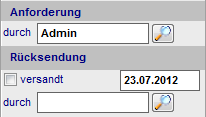 Anforderung
durch Admin
Rücksendung
versandt 23.07.2012
durch